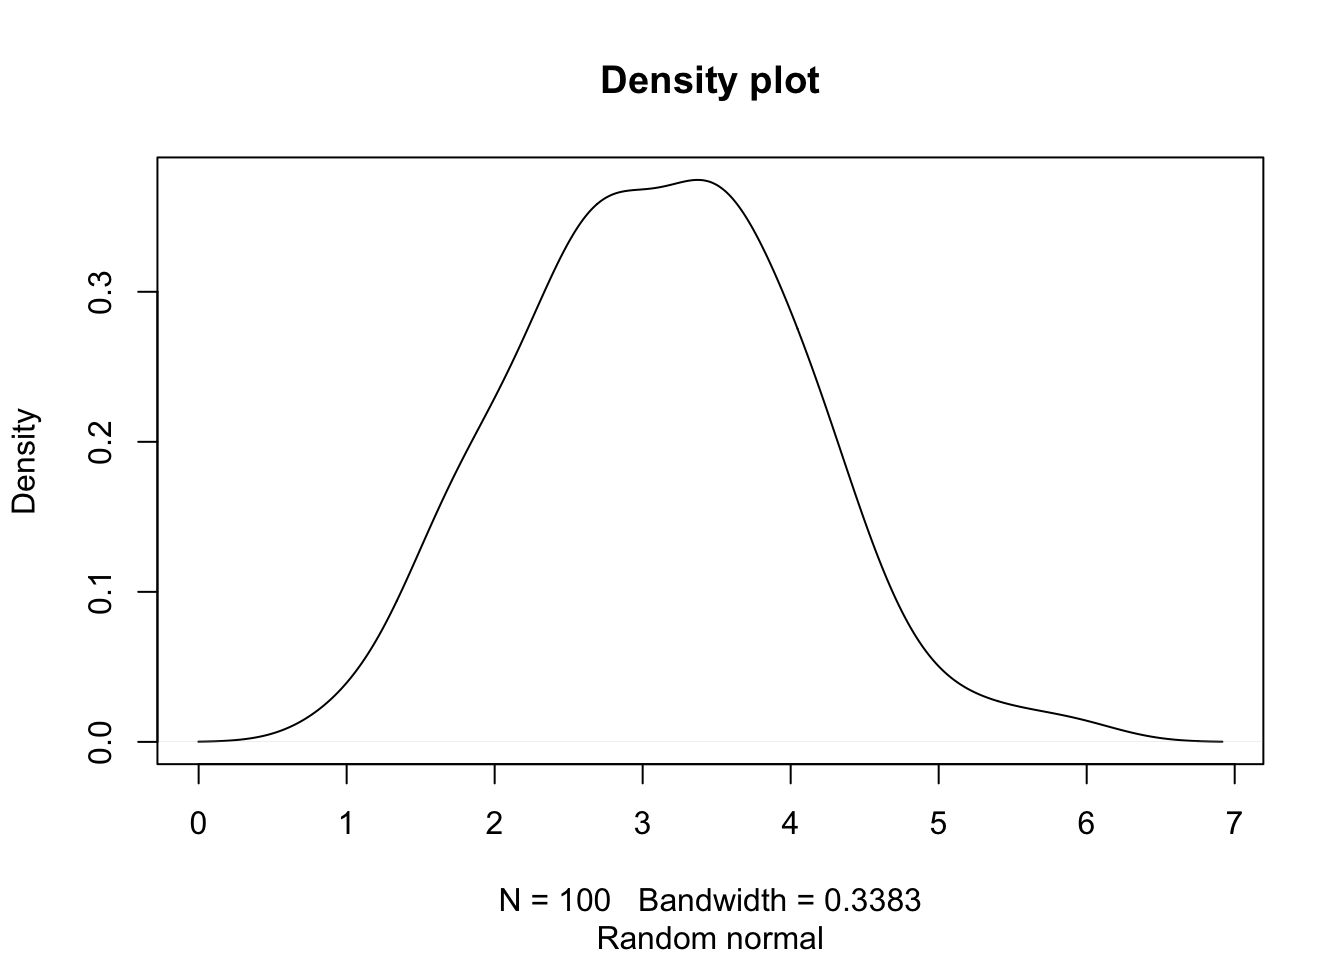 Density plot
Density
0.3
0.2
0.1
0.0
0 1 2 3 4 5 6 7
N = 100   Bandwidth = 0.3383
Random normal